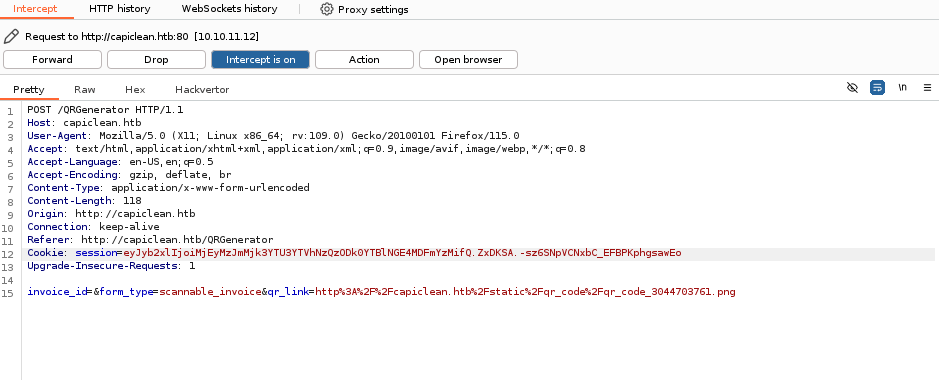 Intercept HTTP history WebSockets history Proxy settings
Request to http://capiclean.htb:80 [10.10.11.12]
Forward Drop Intercept is on Action Open browser
Pretty Raw Hex Hackvertor \n
1 POST /QRGenerator HTTP/1.1
2 Host: capiclean.htb
3 User-Agent: Mozilla/5.0 (X11; Linux x86_64; rv:109.0) Gecko/20100101 Firefox/115.0
4 Accept: text/html,application/xhtml+xml,application/xml;q=0.9,image/avif,image/webp,*/*;q=0.8
5 Accept-Language: en-US,en;q=0.5
6 Accept-Encoding: gzip, deflate, br
7 Content-Type: application/x-www-form-urlencoded
8 Content-Length: 118
9 Origin: http://capiclean.htb
10 Connection: keep-alive
11 Referer: http://capiclean.htb/QRGenerator
12 Cookie: session=eyJyb2xlIjoiMjEyMzJmMjk3YTU3YTVhNzQzODk0YTBlNGE4MDFmYzMifQ.ZxDKSA.-sz6SNpVCNxbC_EFBPKphgsawEo
13 Upgrade-Insecure-Requests: 1
14
15 invoice_id=&form_type=scannable_invoice&qr_link=http%3A%2F%2Fcapiclean.htb%2Fstatic%2Fqr_code%2Fqr_code_3044703761.png